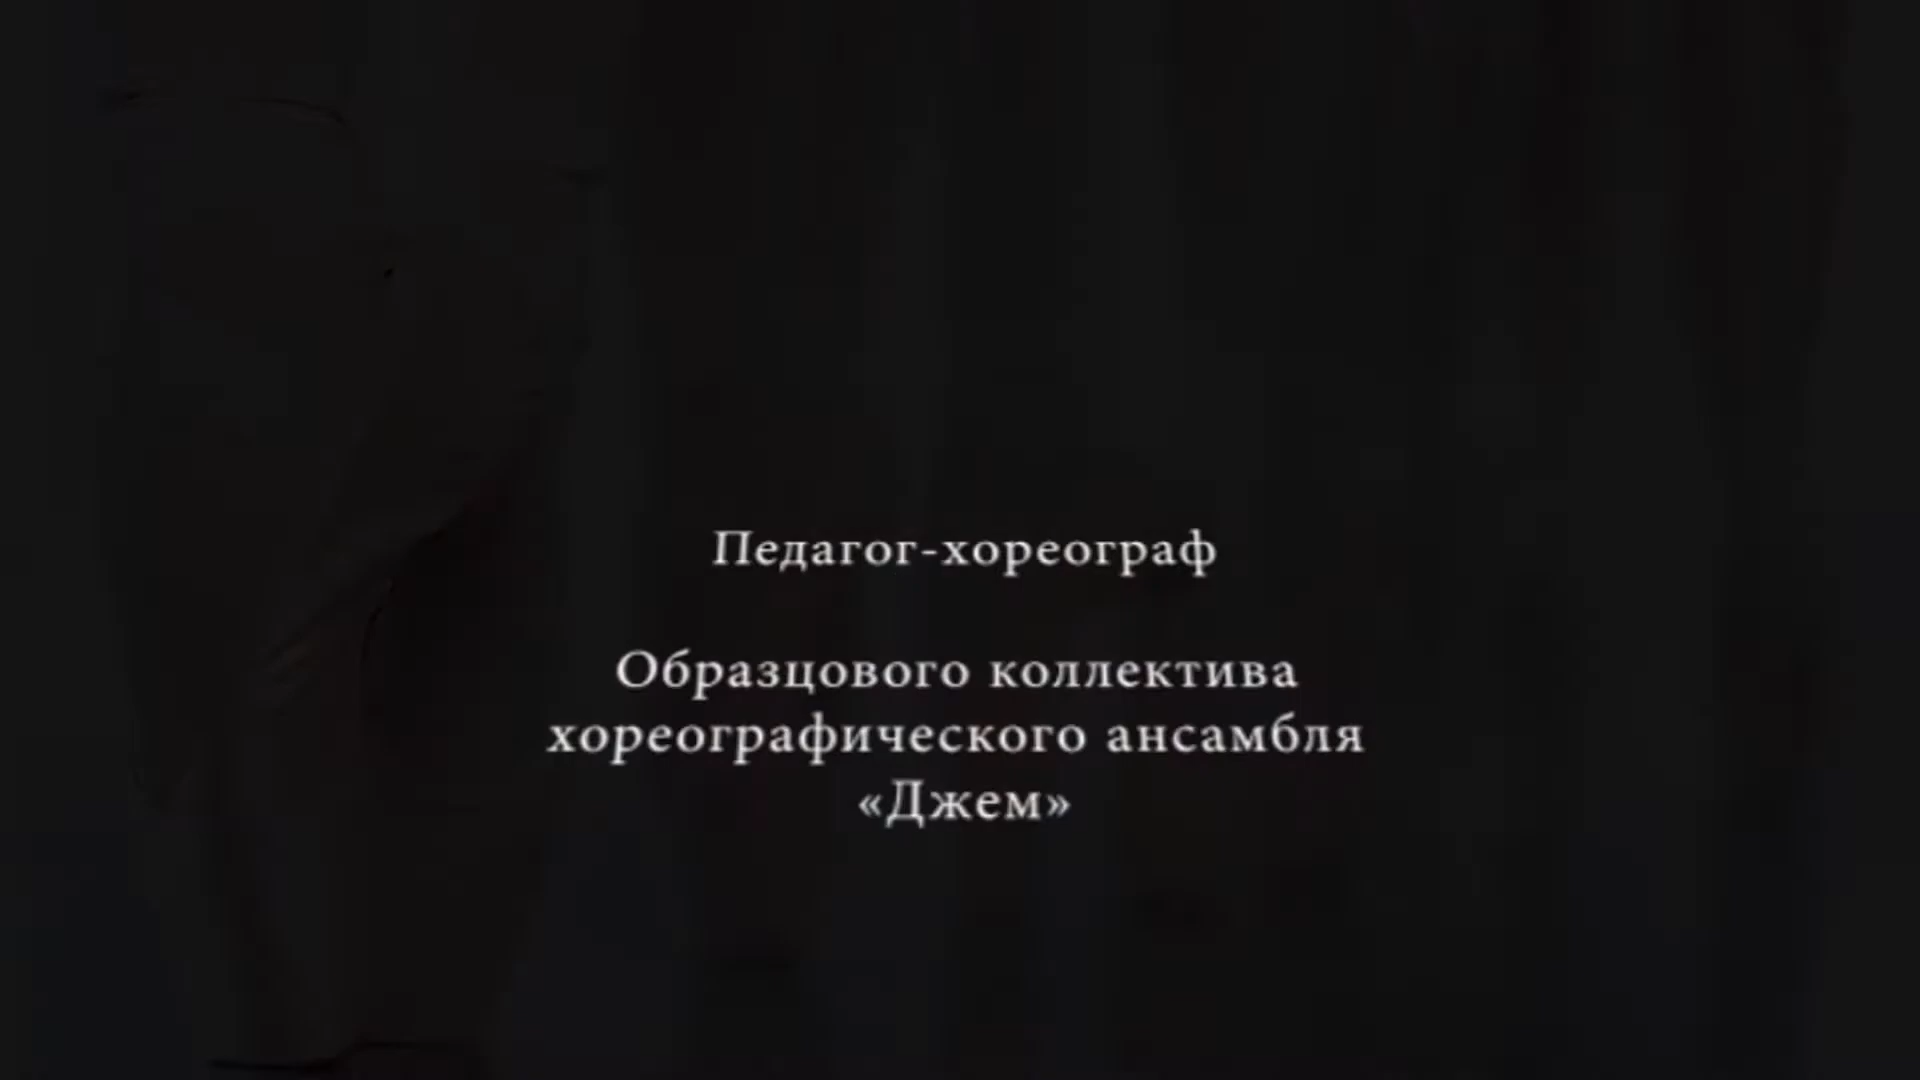 Педагог-хореограф
Образцового коллектива
хореографического ансамбля
«Джем»